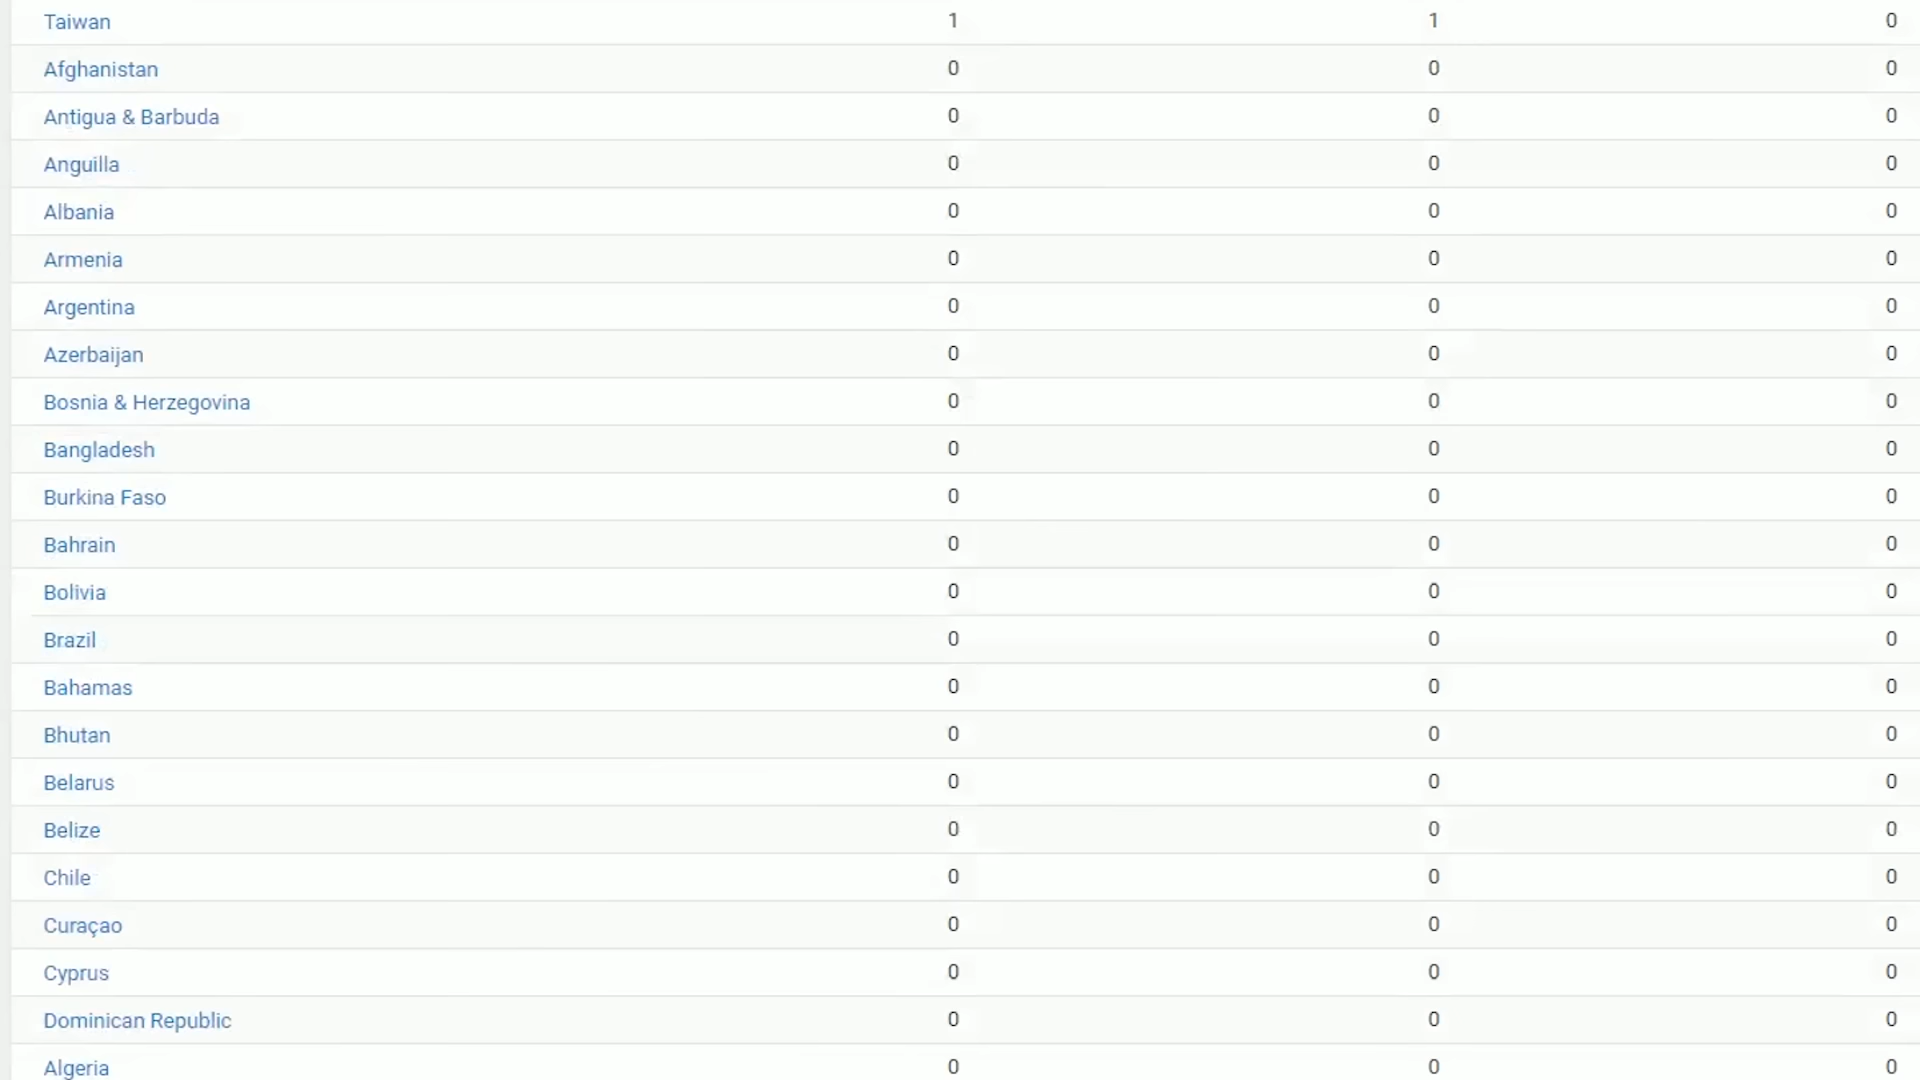 Taiwan 1 1 0
Afghanistan 0 0 0
Antigua & Barbuda 0 0 0
Anguilla 0 0 0
Albania 0 0 0
Armenia 0 0 0
Argentina 0 0 0
Azerbaijan 0 0 0
Bosnia & Herzegovina 0 0 0
Bangladesh 0 0 0
Burkina Faso 0 0 0
Bahrain 0 0 0
Bolivia 0 0 0
Brazil 0 0 0
Bahamas 0 0 0
Bhutan 0 0 0
Belarus 0 0 0
Belize 0 0 0
Chile 0 0 0
Curaçao 0 0 0
Cyprus 0 0 0
Dominican Republic 0 0 0
Algeria 0 0 0